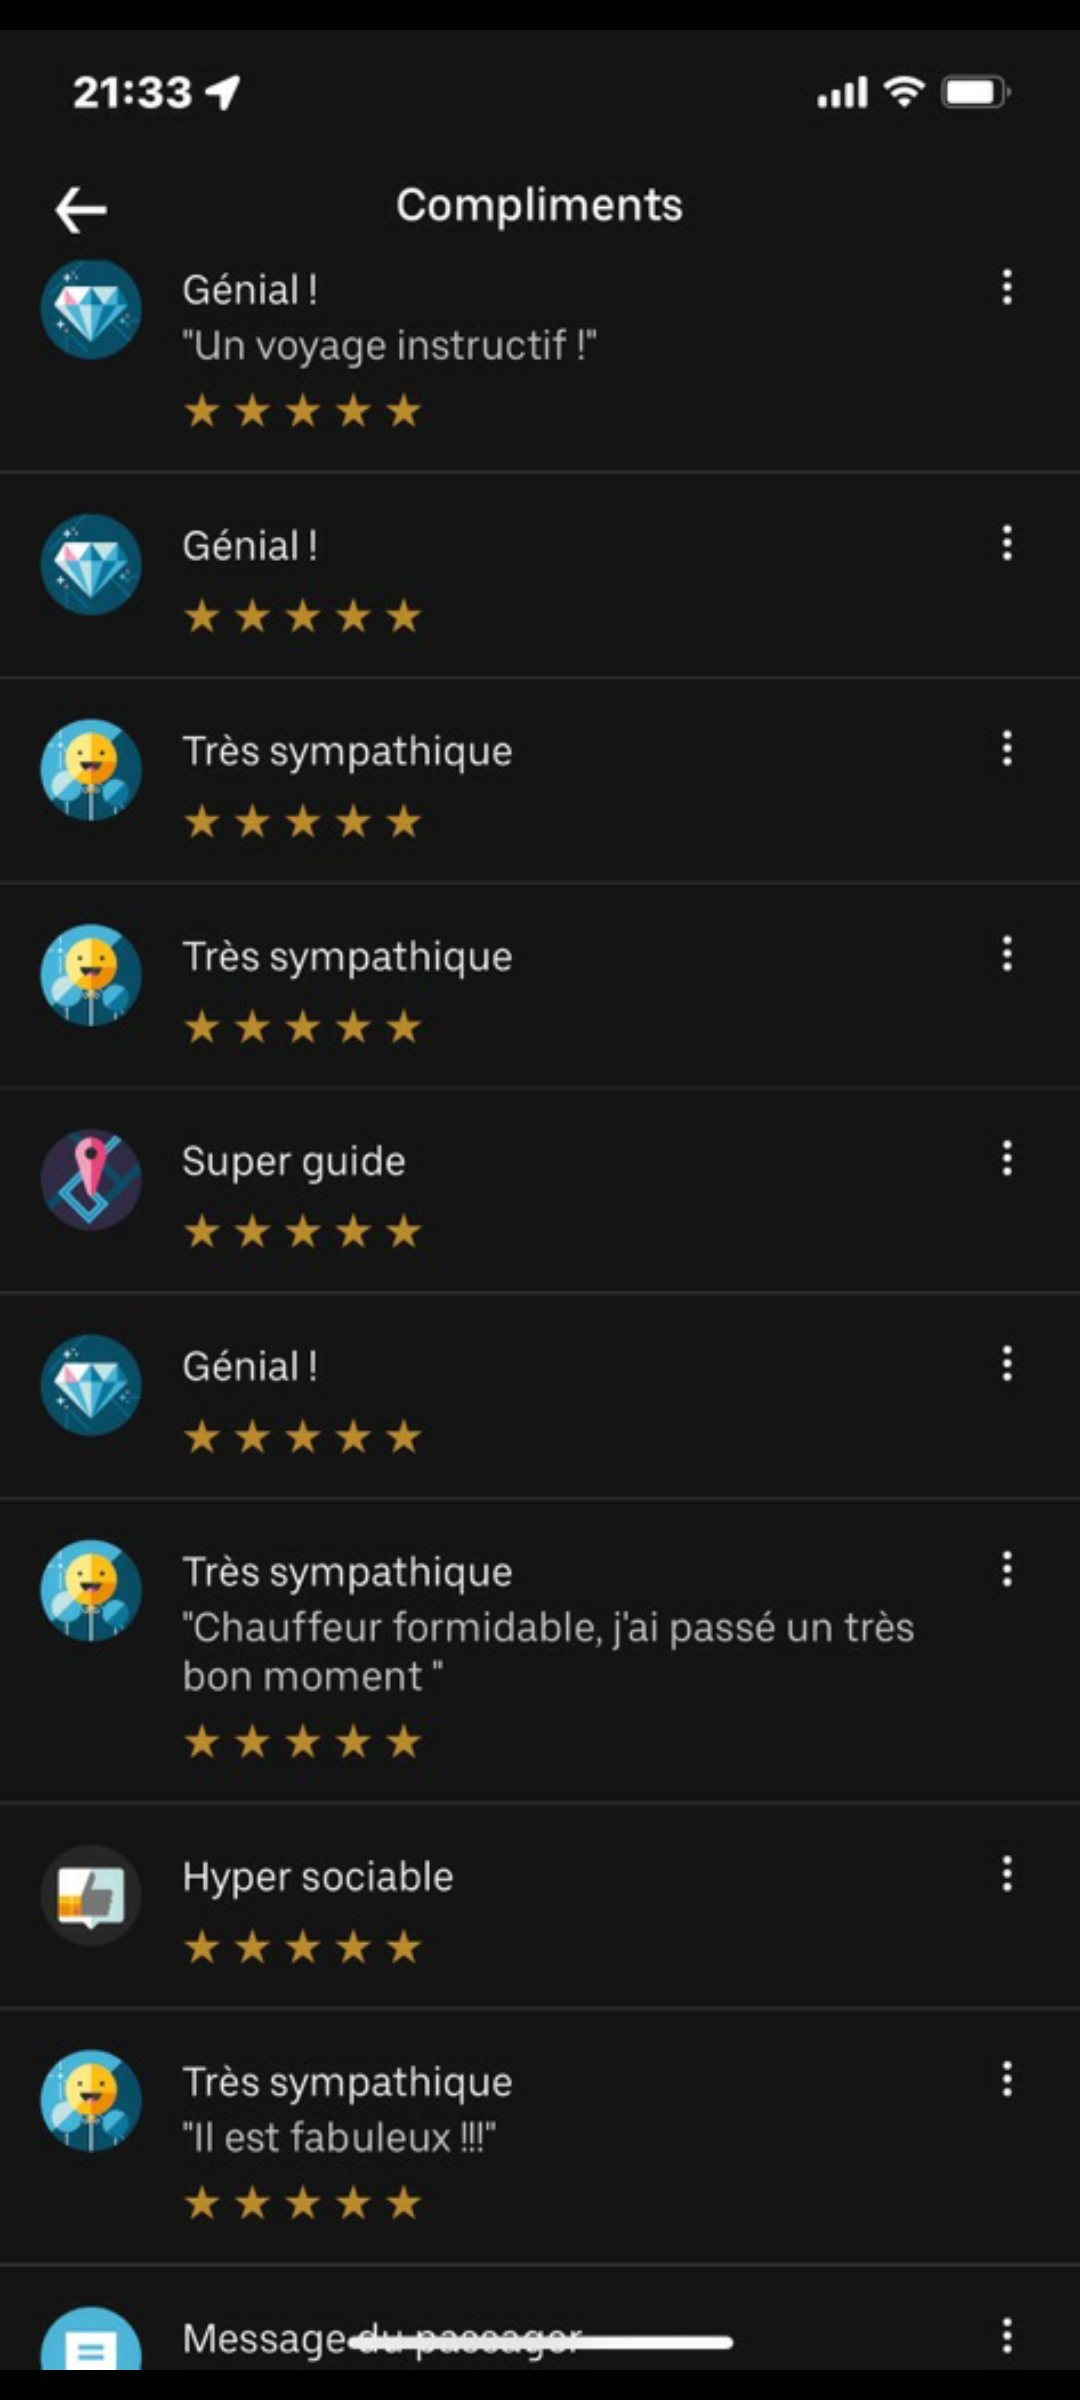 21:33
Compliments
Génial !
"Un voyage instructif !"
Génial !
Très sympathique
Très sympathique
Super guide
Génial !
Très sympathique
"Chauffeur formidable, j'ai passé un très
bon moment "
Hyper sociable
Très sympathique
"Il est fabuleux !!!"
Message du passager